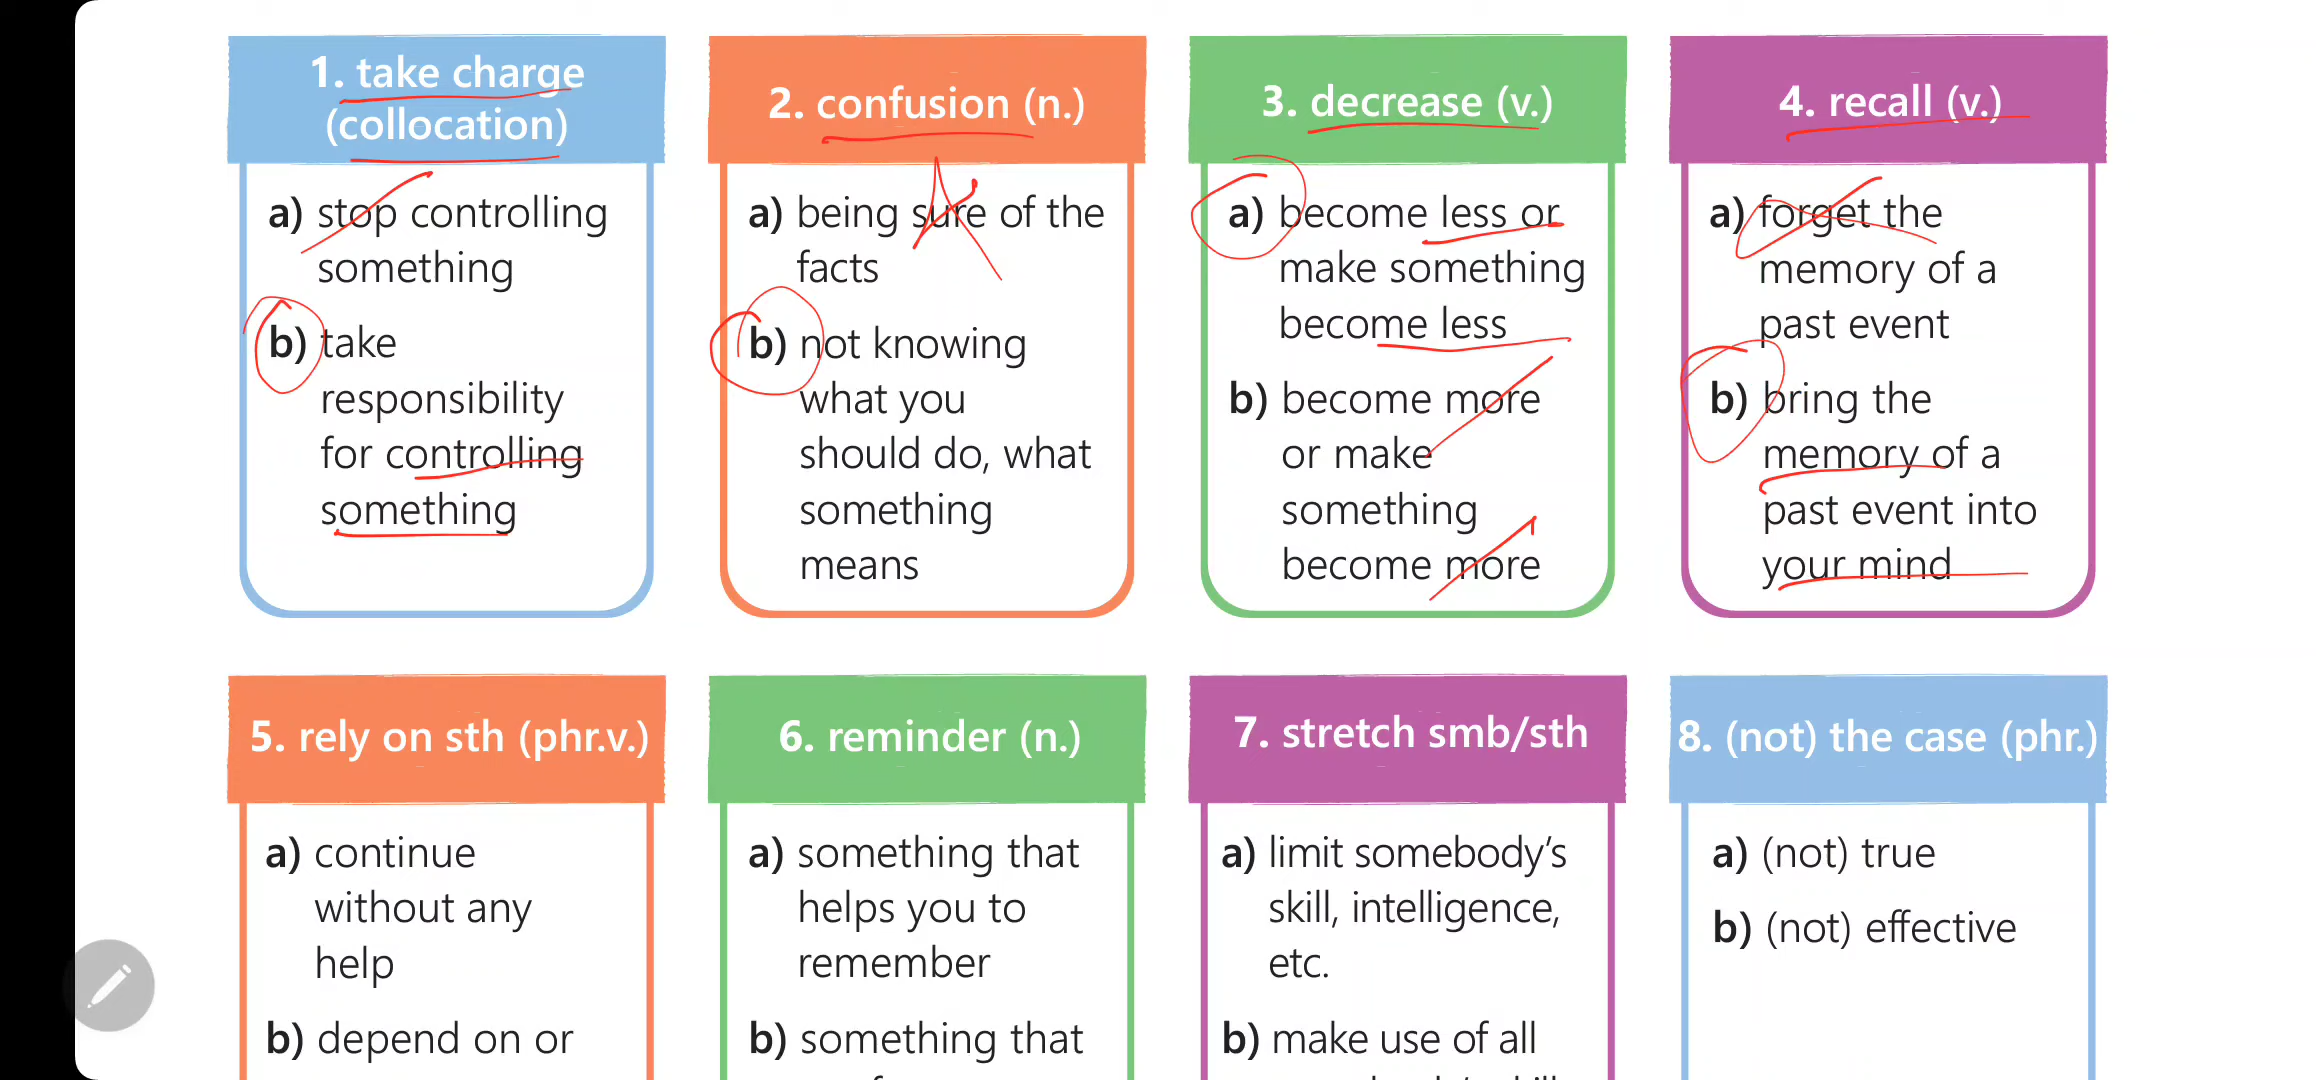 1. take charge
(collocation)
a) stop controlling
something
b) take
responsibility
for controlling
something
2. confusion (n.)
a) being sure of the
facts
b) not knowing
what you
should do, what
something
means
3. decrease (v.)
a) become less or
make something
become less
b) become more
or make
something
become more
4. recall (v.)
a) forget the
memory of a
past event
b) bring the
memory of a
past event into
your mind
5. rely on sth (phr.v.)
a) continue
without any
help
b) depend on or
6. reminder (n.)
a) something that
helps you to
remember
b) something that
7. stretch smb/sth
a) limit somebody's
skill, intelligence,
etc.
b) make use of all
8. (not) the case (phr.)
a) (not) true
b) (not) effective